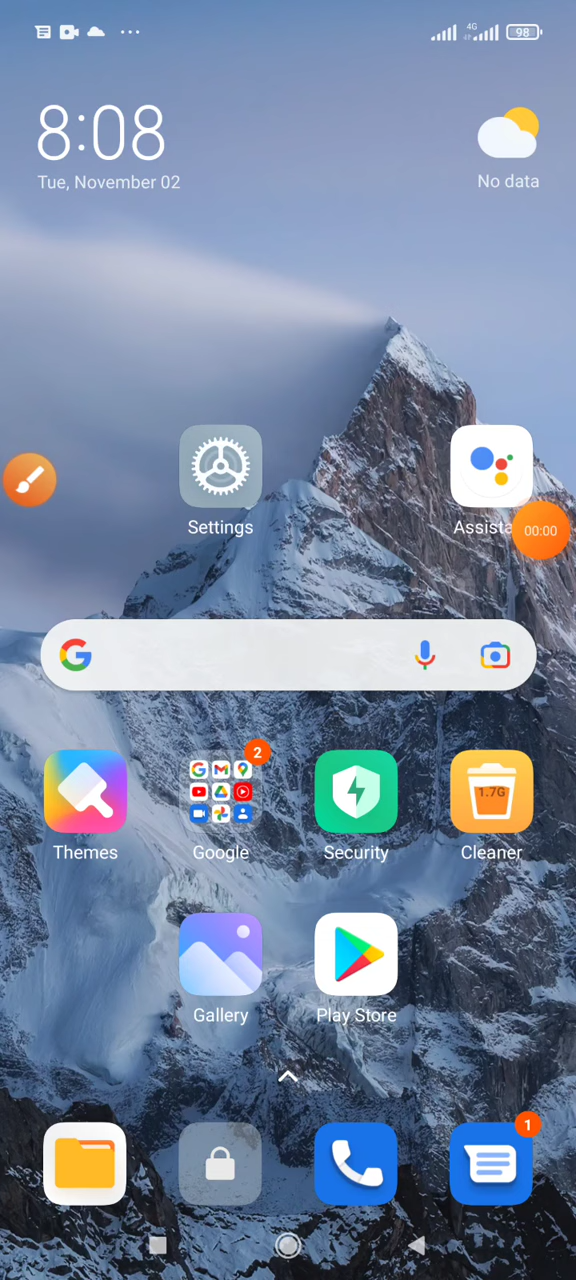 4G
98
8:08
Tue, November 02
No data
Settings
Assista
00:00
2
1.7G
Themes
Google
Security
Cleaner
Gallery
Play Store
1